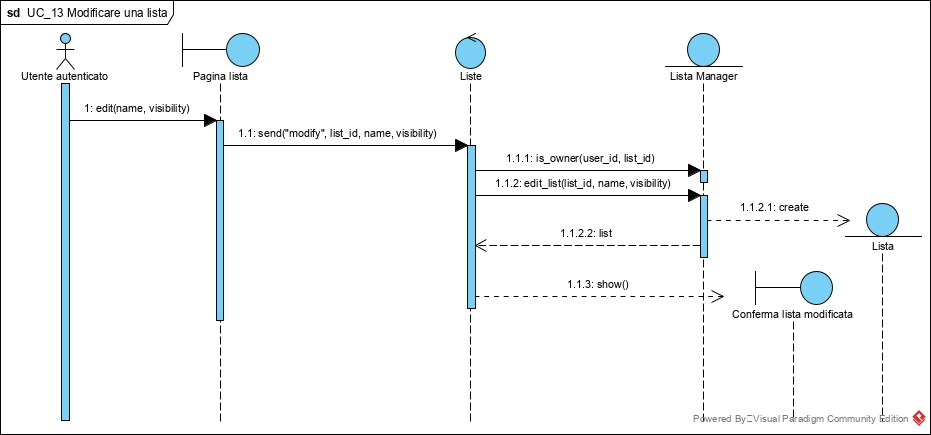 sd UC_13 Modificare una lista
Utente autenticato
Pagina lista
Liste
Lista Manager
1: edit(name, visibility)
1.1: send("modify", list_id, name, visibility)
1.1.1: is_owner(user_id, list_id)
1.1.2: edit_list(list_id, name, visibility)
1.1.2.1: create
1.1.2.2: list
Lista
1.1.3: show()
Conferma lista modificata
Powered By Visual Paradigm Community Edition